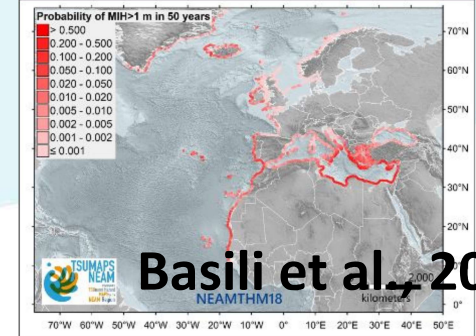 Probability of MIH>1 m in 50 years
> 0.500
0.200 - 0.500
0.100 - 0.200
0.050 - 0.100
0.020 - 0.050
0.010 - 0.020
0.005 - 0.010
0.002 - 0.005
0.001 - 0.002
≤ 0.001
70°N
60°N
50°N
40°N
30°N
20°N
10°N
0°
TSUMAPS
NEAM
Basili et al., 20
2,000
kilometers
NEAMTHM18
70°W 60°W 50°W 40°W 30°W 20°W 10°W 0° 10°E 20°E 30°E 40°E 50°E